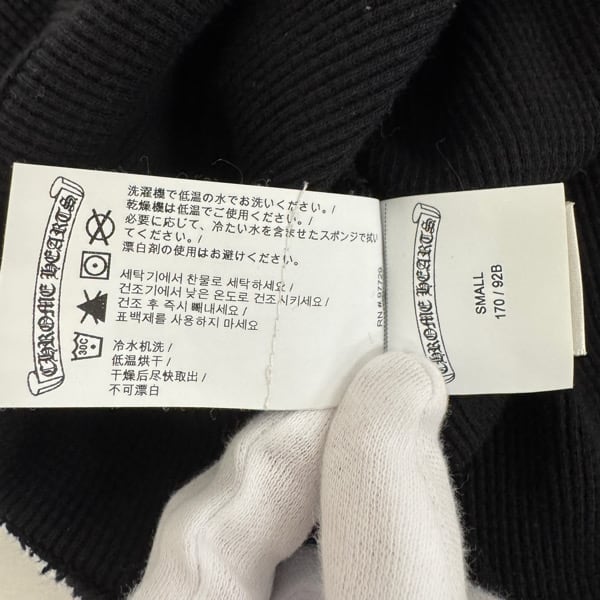 CHROME HEARTS
洗濯機で低温の水でお洗いください。/
乾燥機は低温でご使用ください。/
必要に応じて、冷たい水を含ませたスポンジで拭い
てください。/
漂白剤の使用はお避けください。
세탁기에서 찬물로 세탁하세요 /
건조기에서 낮은 온도로 건조시키세요 /
건조 후 즉시 빼내세요 /
표백제를 사용하지 마세요
冷水机洗 /
低温烘干 /
干燥后尽快取出 /
不可漂白
30C
RN # 97729
CHROME HEARTS
SMALL
170 / 92B